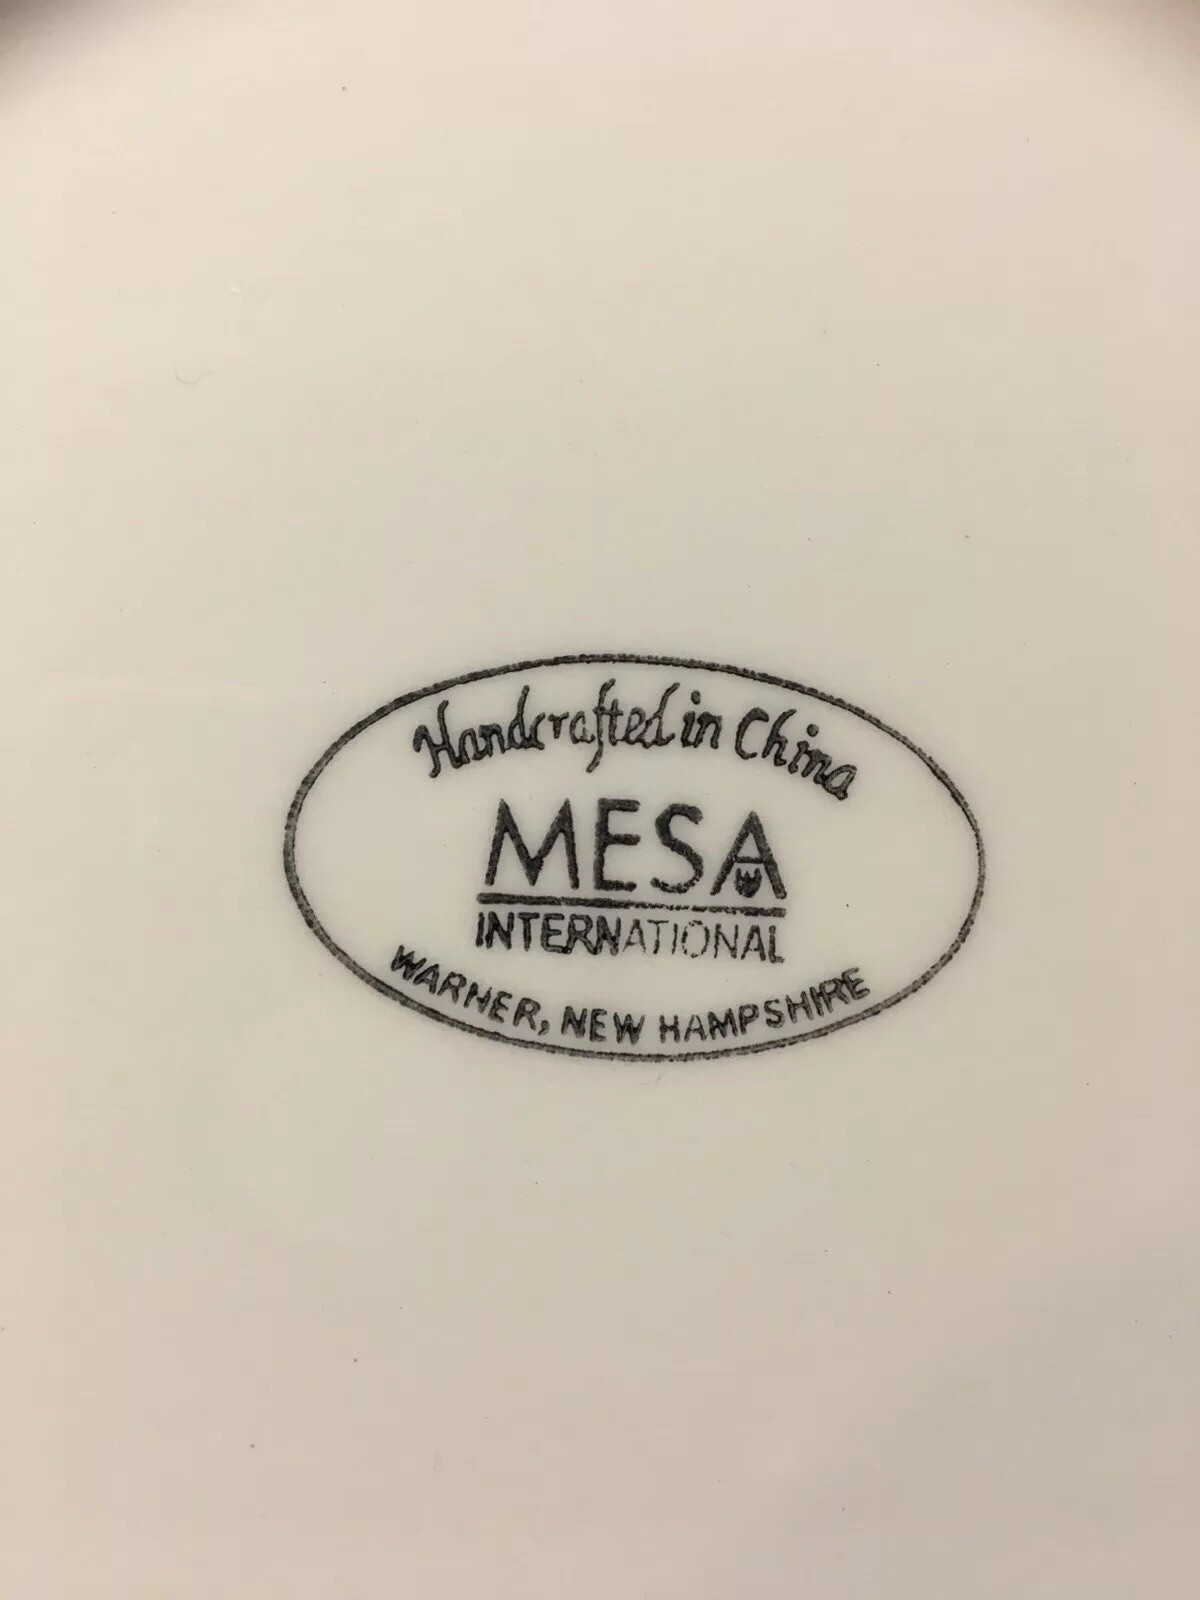 Handcrafted in China
MESA
INTERNATIONAL
WARNER, NEW HAMPSHIRE